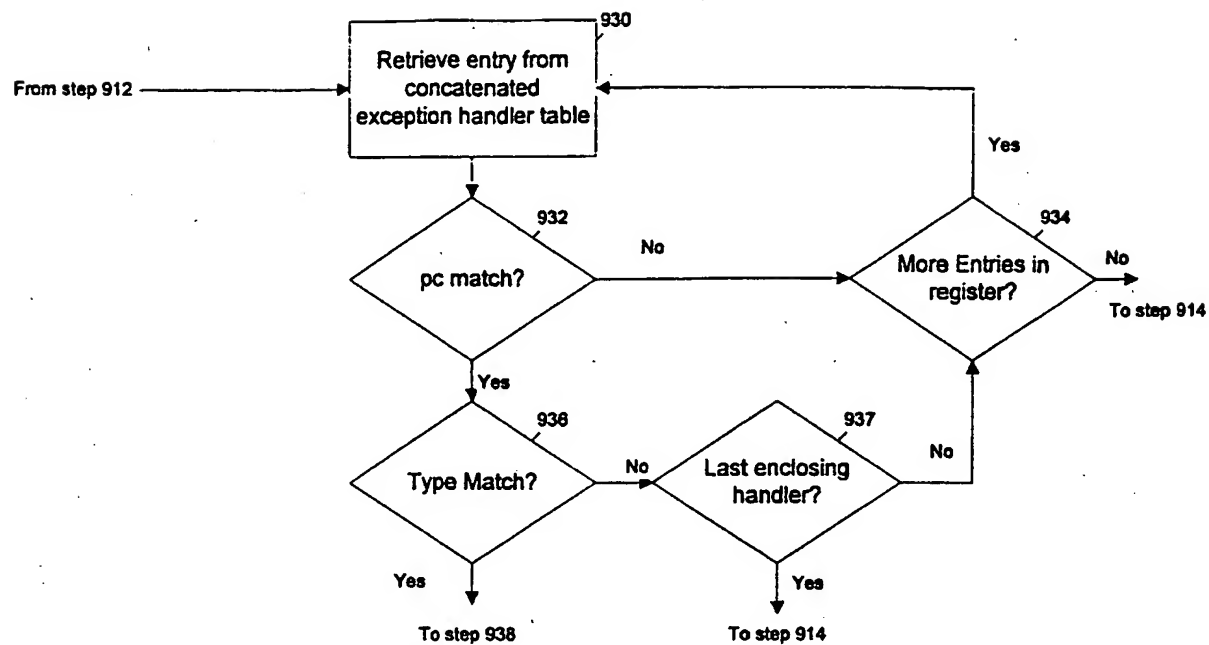 930
Retrieve entry from
concatenated
exception handler table
From step 912
Yes
932
934
pc match?
No
More Entries in
register?
No
To step 914
Yes
936
937
Type Match?
No
Last enclosing
handler?
No
Yes
Yes
To step 938
To step 914